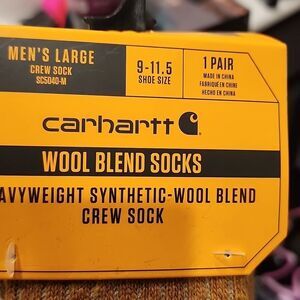 MEN'S LARGE
CREW SOCK
SC5040-M
9-11.5
SHOE SIZE
1 PAIR
MADE IN CHINA
FABRIQUÉ EN CHINE
HECHO EN CHINA
carhartt
WOOL BLEND SOCKS
AVYWEIGHT SYNTHETIC-WOOL BLEND
CREW SOCK